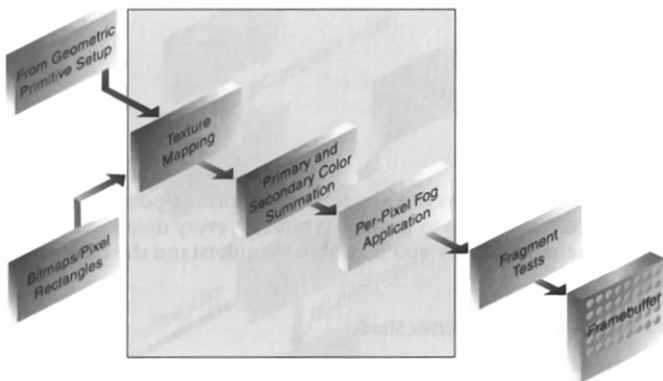 From Geometric
Primitive Setup
Texture
Mapping
Primary and
Secondary Color
Summation
Per-Pixel Fog
Application
Bitmaps/Pixel
Rectangles
Fragment
Tests
Framebuffer